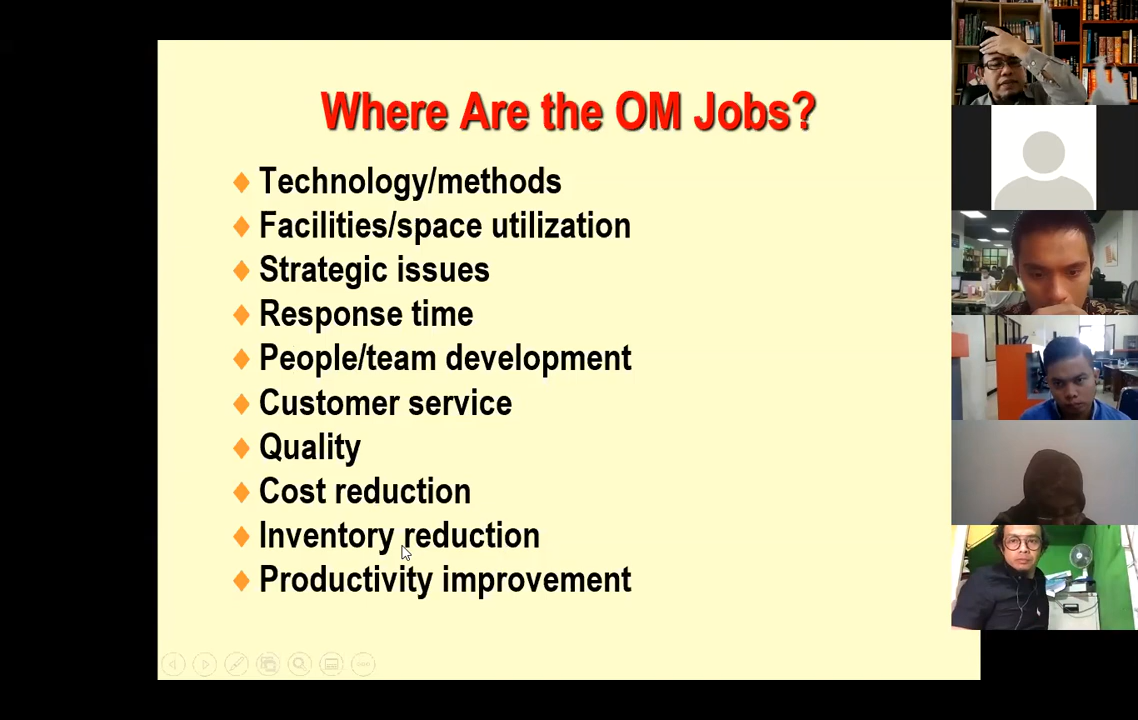 Where Are the OM Jobs?
Technology/methods
Facilities/space utilization
Strategic issues
Response time
People/team development
Customer service
Quality
Cost reduction
Inventory reduction
Productivity improvement